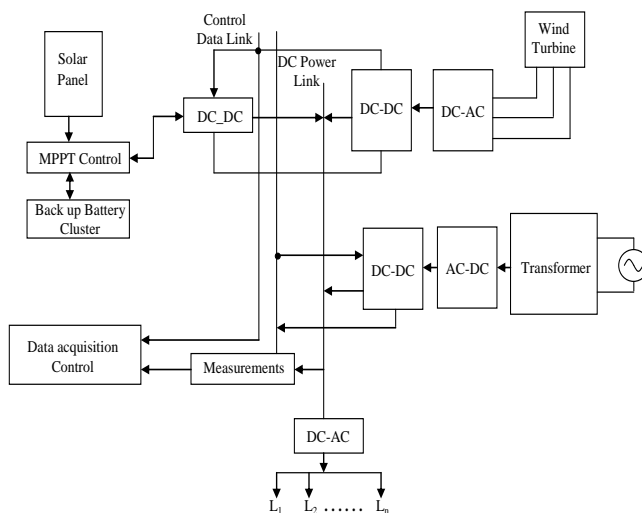 Solar
Panel
Control
Data Link
DC Power
Link
Wind
Turbine
DC_DC
DC-DC
DC-AC
MPPT Control
Back up Battery
Cluster
DC-DC
AC-DC
Transformer
Data acquisition
Control
Measurements
DC-AC
L1 L2 ...... Ln